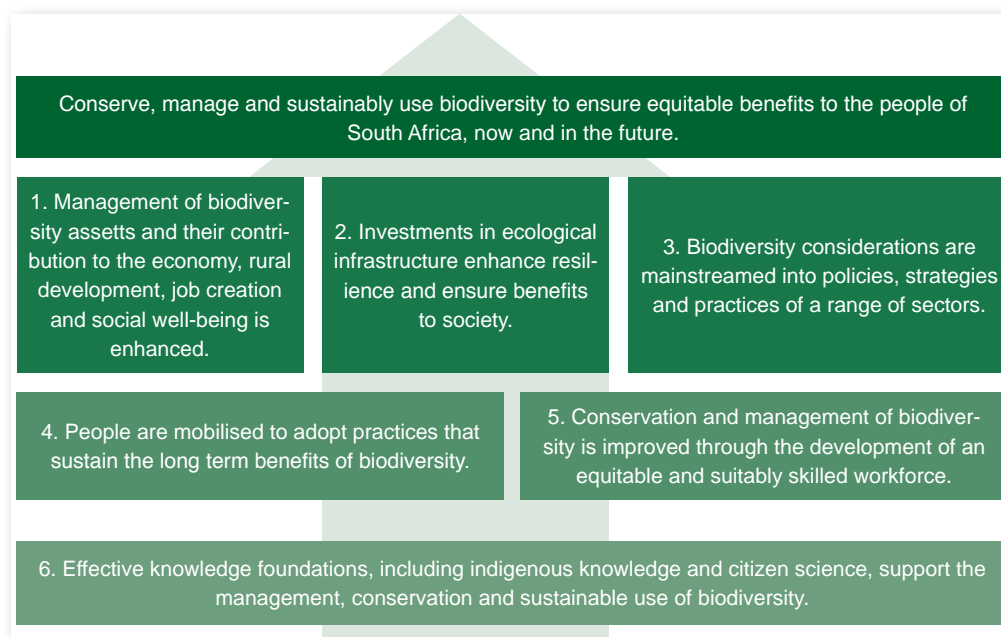 Conserve, manage and sustainably use biodiversity to ensure equitable benefits to the people of
South Africa, now and in the future.
1. Management of biodiver-
sity assetts and their contri-
bution to the economy, rural
development, job creation
and social well-being is
enhanced.
2. Investments in ecological
infrastructure enhance resil-
ience and ensure benefits
to society.
3. Biodiversity considerations are
mainstreamed into policies, strategies
and practices of a range of sectors.
4. People are mobilised to adopt practices that
sustain the long term benefits of biodiversity.
5. Conservation and management of biodiver-
sity is improved through the development of an
equitable and suitably skilled workforce.
6. Effective knowledge foundations, including indigenous knowledge and citizen science, support the
management, conservation and sustainable use of biodiversity.